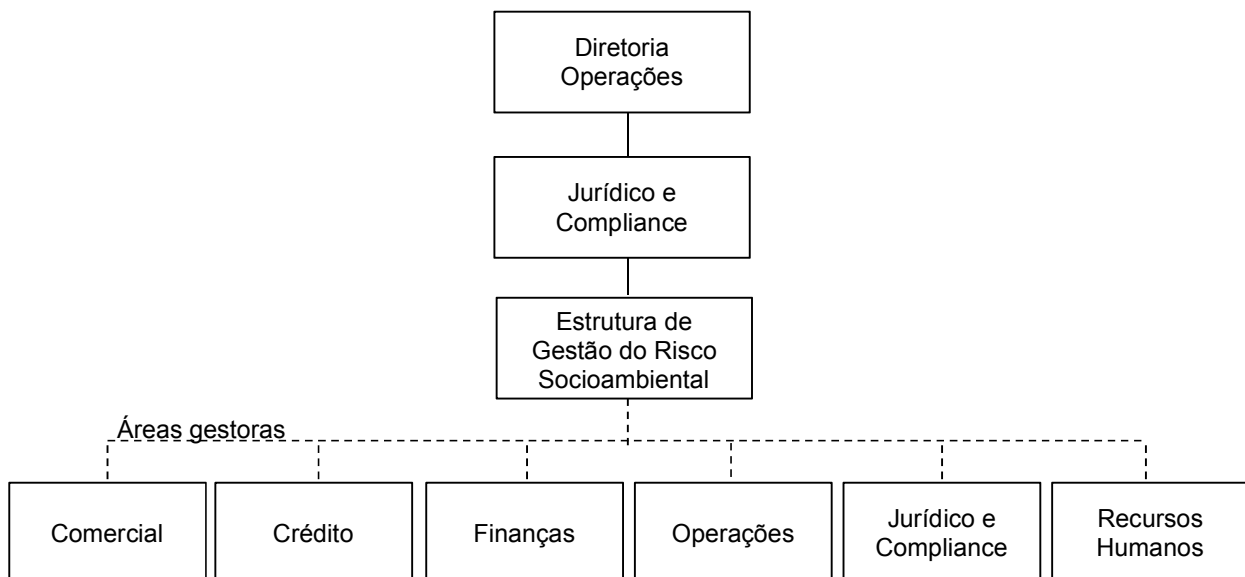 Diretoria
Operações
Jurídico e
Compliance
Estrutura de
Gestão do Risco
Socioambiental
Áreas gestoras
Comercial
Crédito
Finanças
Operações
Jurídico e
Compliance
Recursos
Humanos